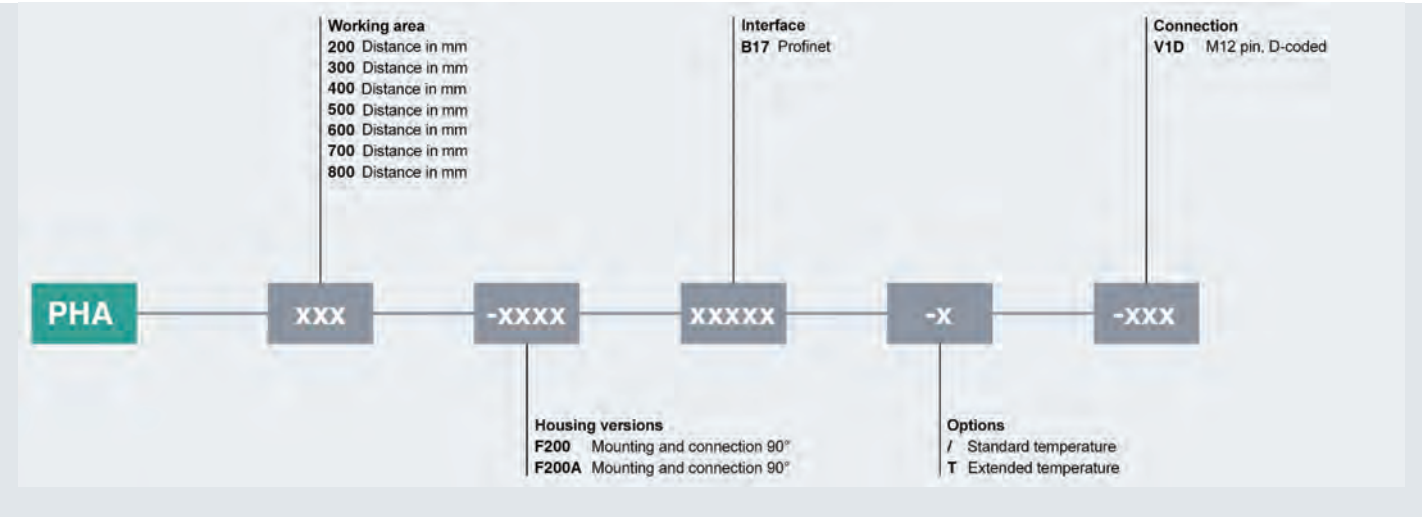 Working area
200 Distance in mm
300 Distance in mm
400 Distance in mm
500 Distance in mm
600 Distance in mm
700 Distance in mm
800 Distance in mm
Interface
B17 Profinet
Connection
V1D M12 pin, D-coded
PHA
xxx
-xxxx
xxxxx
-x
-xxx
Housing versions
F200 Mounting and connection 90°
F200A Mounting and connection 90°
Options
/ Standard temperature
T Extended temperature